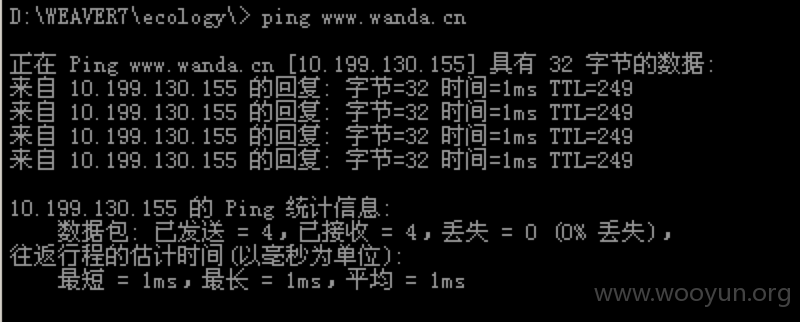 D:\WEAVER7\ecology\> ping www.wanda.cn
正在 Ping www.wanda.cn [10.199.130.155] 具有 32 字节的数据:
来自 10.199.130.155 的回复: 字节=32 时间=1ms TTL=249
来自 10.199.130.155 的回复: 字节=32 时间=1ms TTL=249
来自 10.199.130.155 的回复: 字节=32 时间=1ms TTL=249
来自 10.199.130.155 的回复: 字节=32 时间=1ms TTL=249
10.199.130.155 的 Ping 统计信息:
数据包: 已发送 = 4，已接收 = 4，丢失 = 0 (0% 丢失)，
往返行程的估计时间(以毫秒为单位):
最短 = 1ms，最长 = 1ms，平均 = 1ms
www.wooyun.org